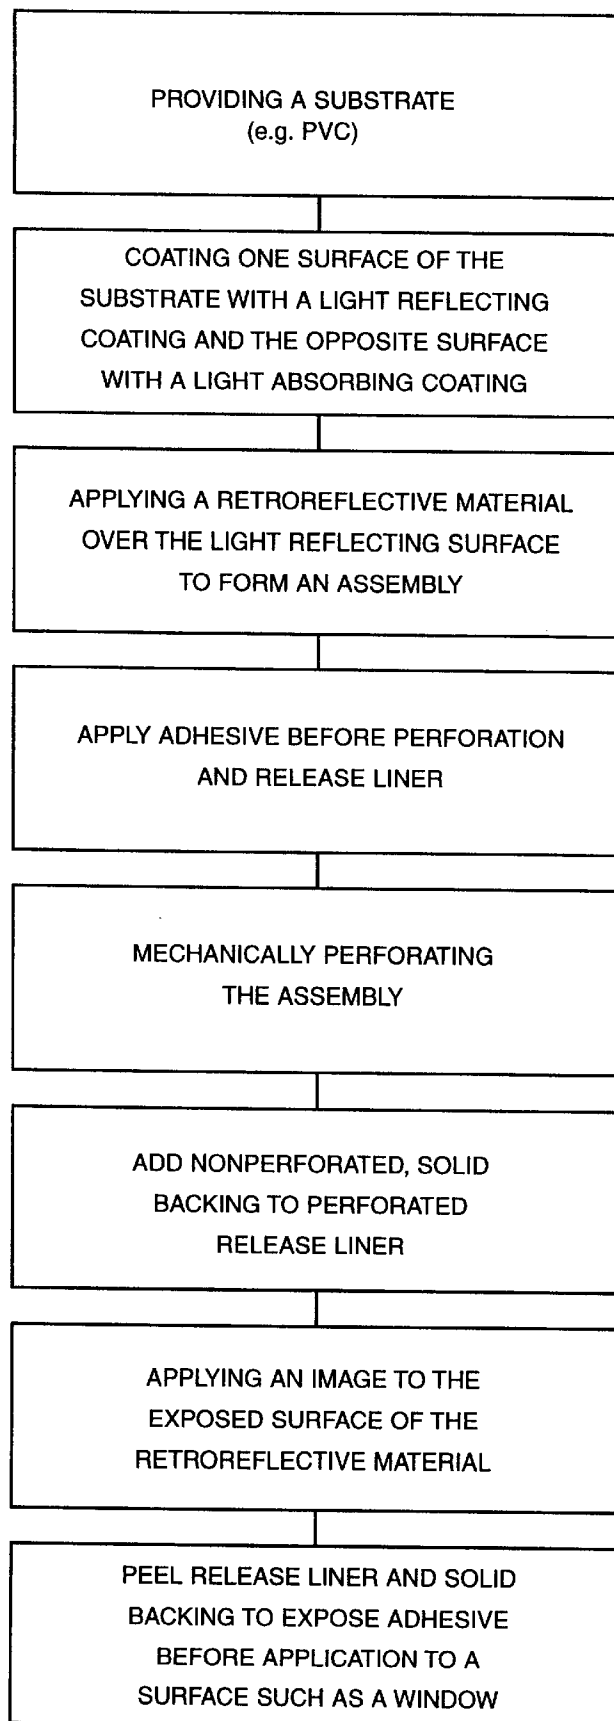 PROVIDING A SUBSTRATE
(e.g. PVC)
COATING ONE SURFACE OF THE
SUBSTRATE WITH A LIGHT REFLECTING
COATING AND THE OPPOSITE SURFACE
WITH A LIGHT ABSORBING COATING
APPLYING A RETROREFLECTIVE MATERIAL
OVER THE LIGHT REFLECTING SURFACE
TO FORM AN ASSEMBLY
APPLY ADHESIVE BEFORE PERFORATION
AND RELEASE LINER
MECHANICALLY PERFORATING
THE ASSEMBLY
ADD NONPERFORATED, SOLID
BACKING TO PERFORATED
RELEASE LINER
APPLYING AN IMAGE TO THE
EXPOSED SURFACE OF THE
RETROREFLECTIVE MATERIAL
PEEL RELEASE LINER AND SOLID
BACKING TO EXPOSE ADHESIVE
BEFORE APPLICATION TO A
SURFACE SUCH AS A WINDOW